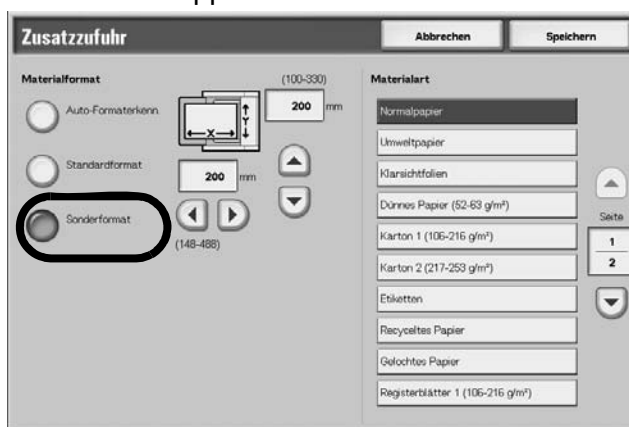 Zusatzzufuhr
Abbrechen
Speichern
Materialformat
(100-330)
Auto-Formaterkenn.
200 mm
X
Y
Standardformat
200 mm
Sonderformat
(148-488)
Materialart
Normalpapier
Umweltpapier
Klarsichtfolien
Dünnes Papier (52-63 g/m²)
Karton 1 (106-216 g/m²)
Karton 2 (217-253 g/m²)
Etiketten
Recyceltes Papier
Gelochtes Papier
Registerblätter 1 (106-216 g/m²)
Seite
1
2